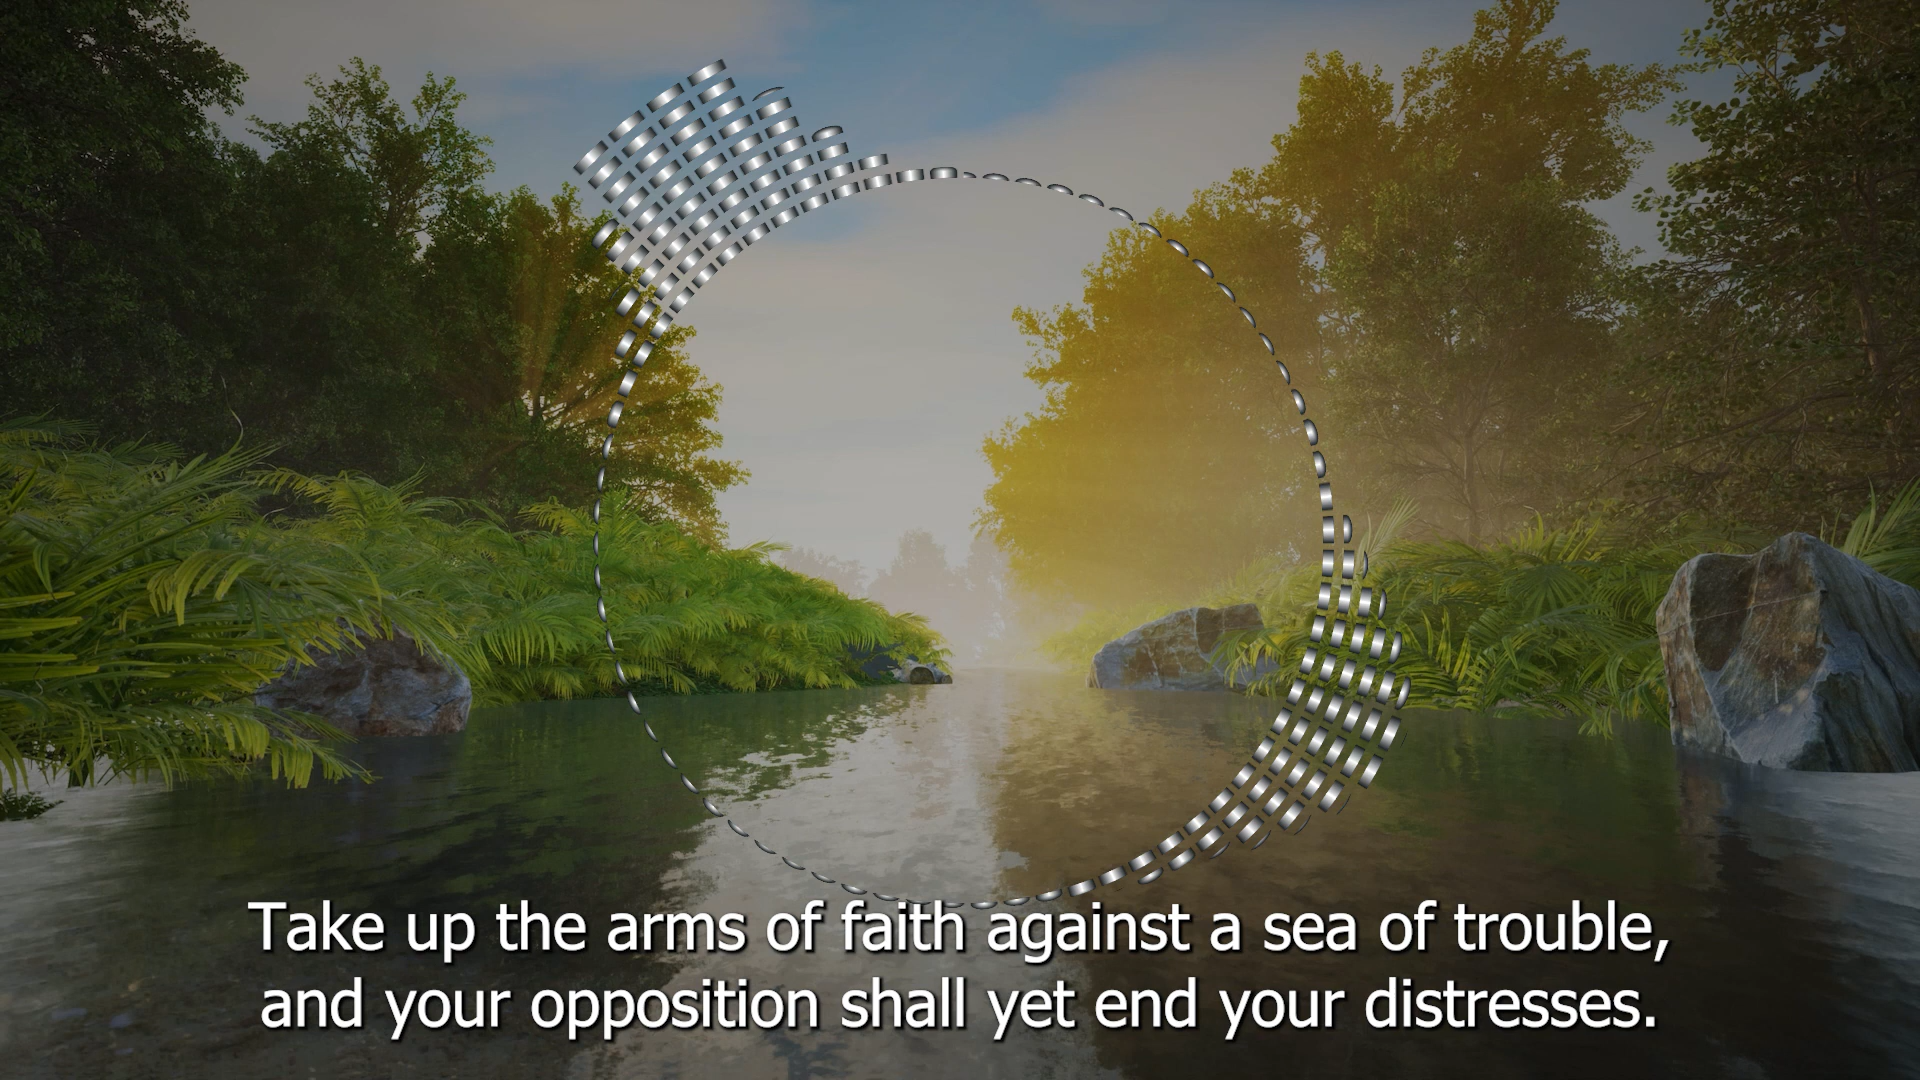 Take up the arms of faith against a sea of trouble,
and your opposition shall yet end your distresses.